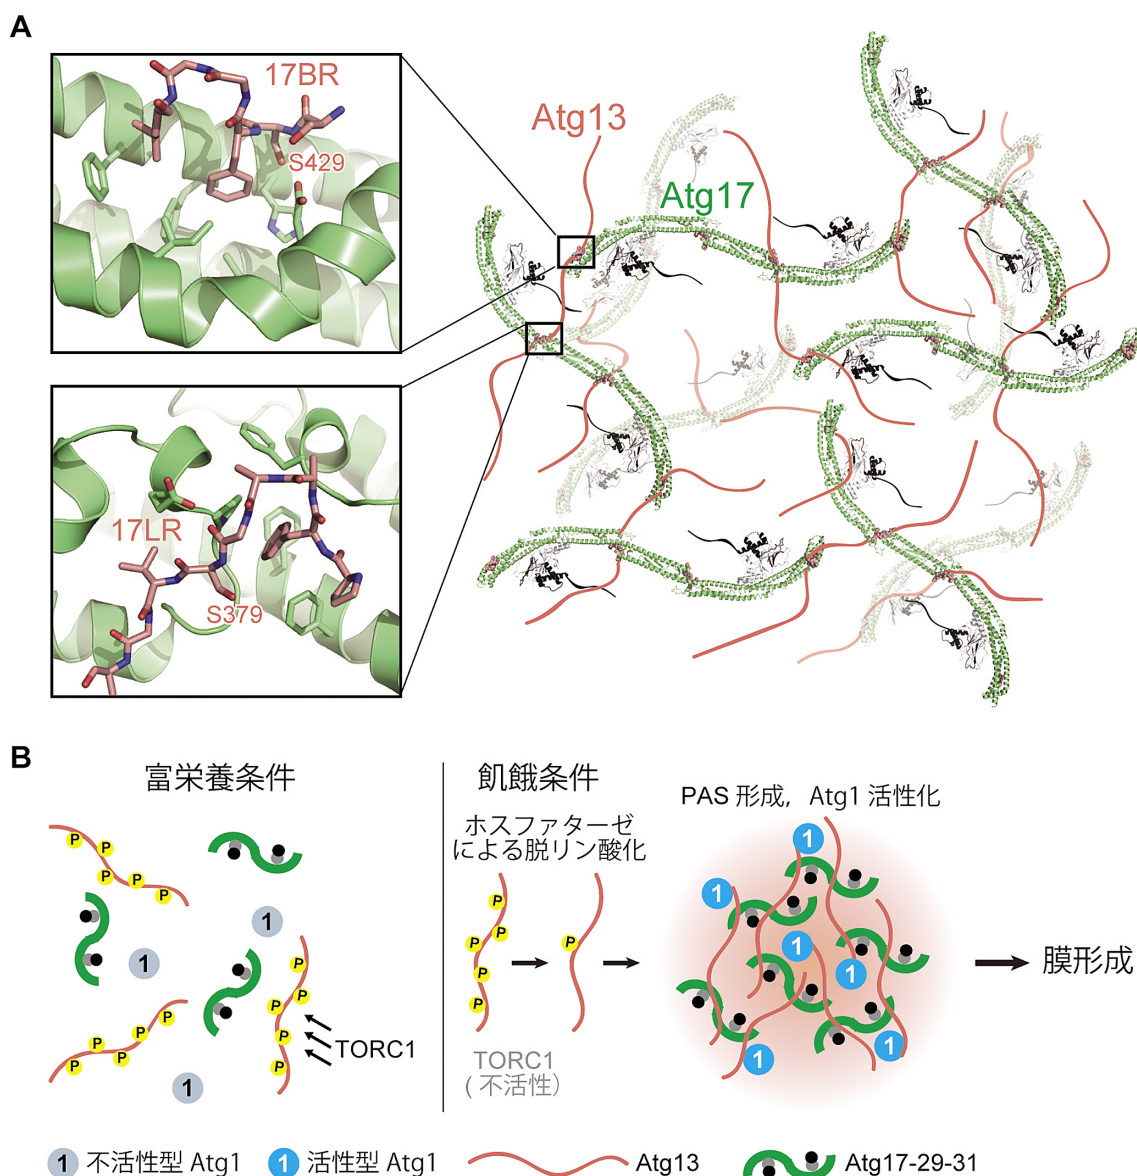 A
17BR
S429
17LR
S379
Atg13
Atg17
B
富栄養条件
P P P P P
1
1
P P P P P
P P P P P
TORC1
1
飢餓条件
ホスファターゼ
による脱リン酸化
P P P P P
P
TORC1
(不活性）
PAS 形成，Atg1 活性化
1
1
1
1
1
1
膜形成
1 不活性型 Atg1
1 活性型 Atg1
Atg13
Atg17-29-31